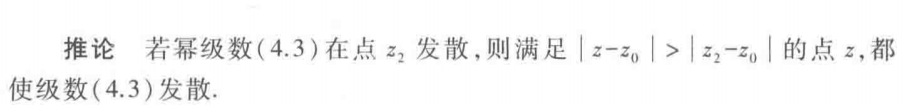 推论 若幂级数(4.3)在点 z₂ 发散,则满足|z-z₀|>|z₂-z₀|的点 z,都
使级数(4.3)发散.